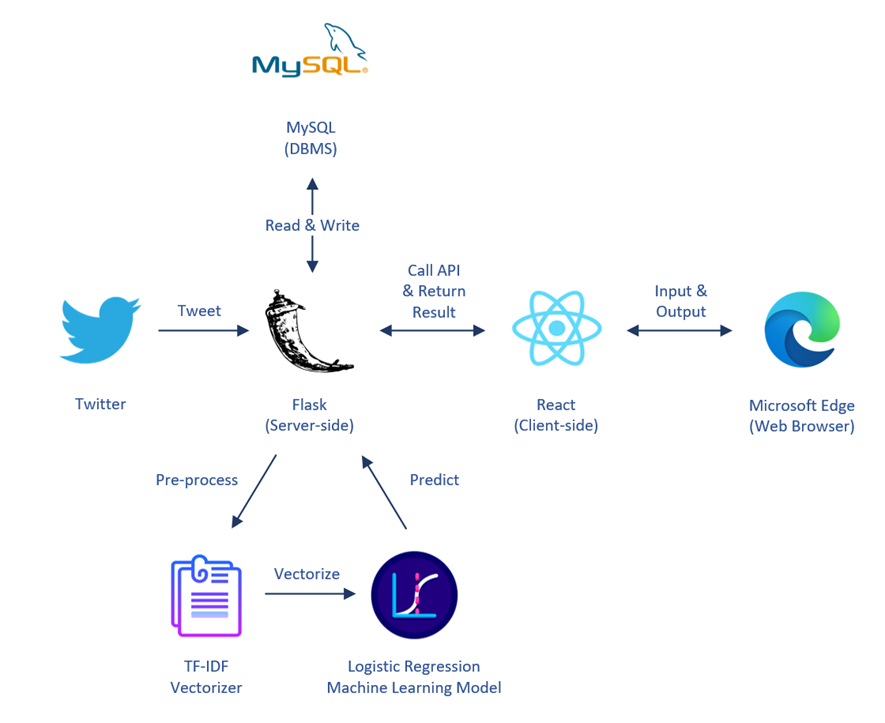 MySQL®
MySQL
(DBMS)
Read & Write
Call API
& Return
Result
Input &
Output
Tweet
Twitter
Flask
(Server-side)
React
(Client-side)
Microsoft Edge
(Web Browser)
Pre-process
Predict
Vectorize
TF-IDF
Vectorizer
Logistic Regression
Machine Learning Model